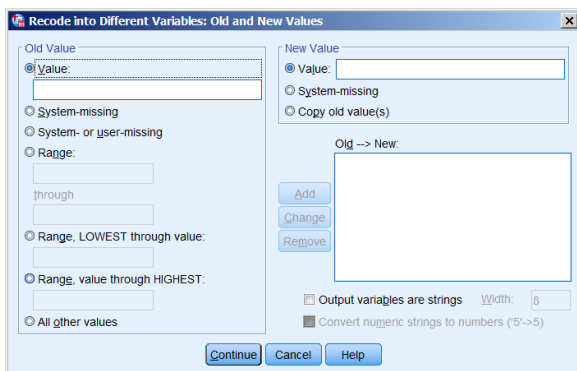 Recode into Different Variables: Old and New Values
Old Value
Value:
System-missing
System- or user-missing
Range:
through
Range, LOWEST through value:
Range, value through HIGHEST:
All other values
New Value
Value:
System-missing
Copy old value(s)
Old --> New:
Add
Change
Remove
Output variables are strings Width: 8
Convert numeric strings to numbers ('5'->5)
Continue Cancel Help